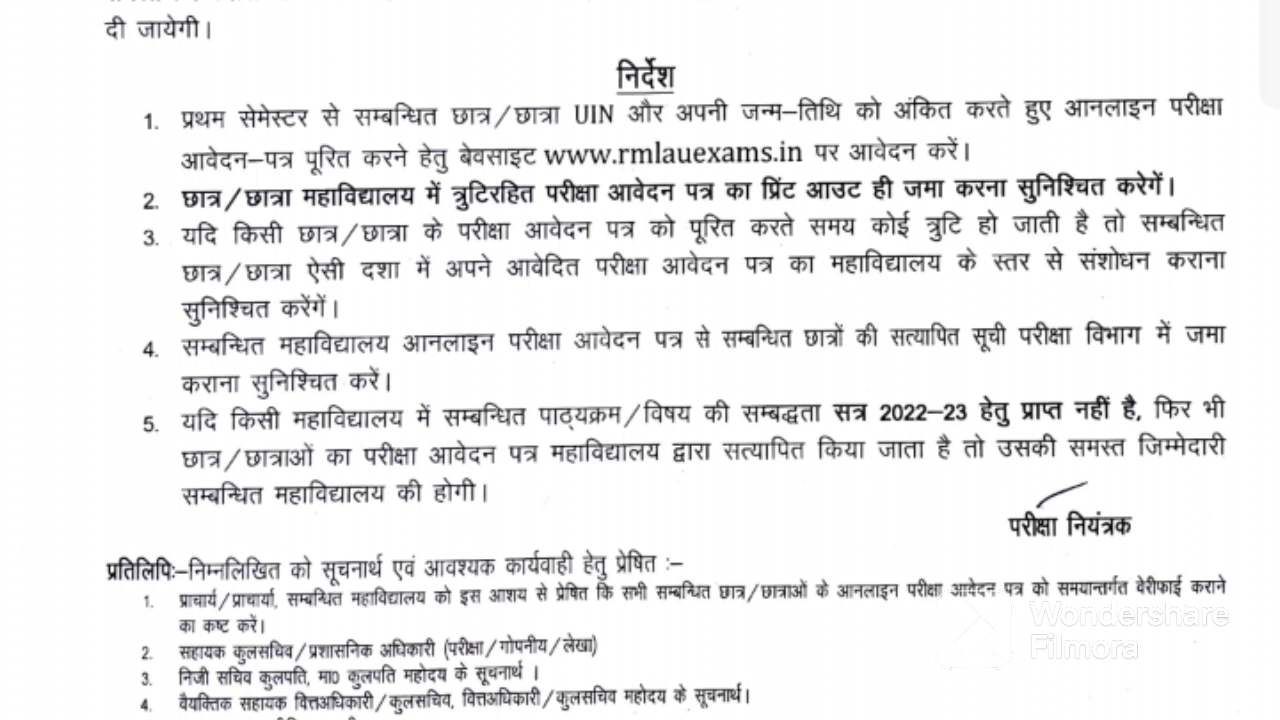 दी जायेगी।
निर्देश
1. प्रथम सेमेस्टर से सम्बन्धित छात्र/छात्रा UIN और अपनी जन्म–तिथि को अंकित करते हुए आनलाइन परीक्षा
आवेदन–पत्र पूरित करने हेतु बेवसाइट www.rmlauexams.in पर आवेदन करें।
2. छात्र/छात्रा महाविद्यालय में त्रुटिरहित परीक्षा आवेदन पत्र का प्रिंट आउट ही जमा करना सुनिश्चित करेगें।
3. यदि किसी छात्र/छात्रा के परीक्षा आवेदन पत्र को पूरित करते समय कोई त्रुटि हो जाती है तो सम्बन्धित
छात्र/छात्रा ऐसी दशा में अपने आवेदित परीक्षा आवेदन पत्र का महाविद्यालय के स्तर से संशोधन कराना
सुनिश्चित करेंगें।
4. सम्बन्धित महाविद्यालय आनलाइन परीक्षा आवेदन पत्र से सम्बन्धित छात्रों की सत्यापित सूची परीक्षा विभाग में जमा
कराना सुनिश्चित करें।
5. यदि किसी महाविद्यालय में सम्बन्धित पाठ्यक्रम/विषय की सम्बद्धता सत्र 2022–23 हेतु प्राप्त नहीं है, फिर भी
छात्र/छात्राओं का परीक्षा आवेदन पत्र महाविद्यालय द्वारा सत्यापित किया जाता है तो उसकी समस्त जिम्मेदारी
सम्बन्धित महाविद्यालय की होगी।
परीक्षा नियंत्रक
प्रतिलिपिः–निम्नलिखित को सूचनार्थ एवं आवश्यक कार्यवाही हेतु प्रेषित :–
1. प्राचार्य/प्राचार्या, सम्बन्धित महाविद्यालय को इस आशय से प्रेषित कि सभी सम्बन्धित छात्र/छात्राओं के आनलाइन परीक्षा आवेदन पत्र को समयान्तर्गत वेरीफाई कराने
का कष्ट करें।
2. सहायक कुलसचिव/प्रशासनिक अधिकारी (परीक्षा/गोपनीय/लेखा)
3. निजी सचिव कुलपति, मा0 कुलपति महोदय के सूचनार्थ ।
4. वैयक्तिक सहायक वित्तअधिकारी/कुलसचिव, वित्तअधिकारी/कुलसचिव महोदय के सूचनार्थ।
Wondershare
Filmora